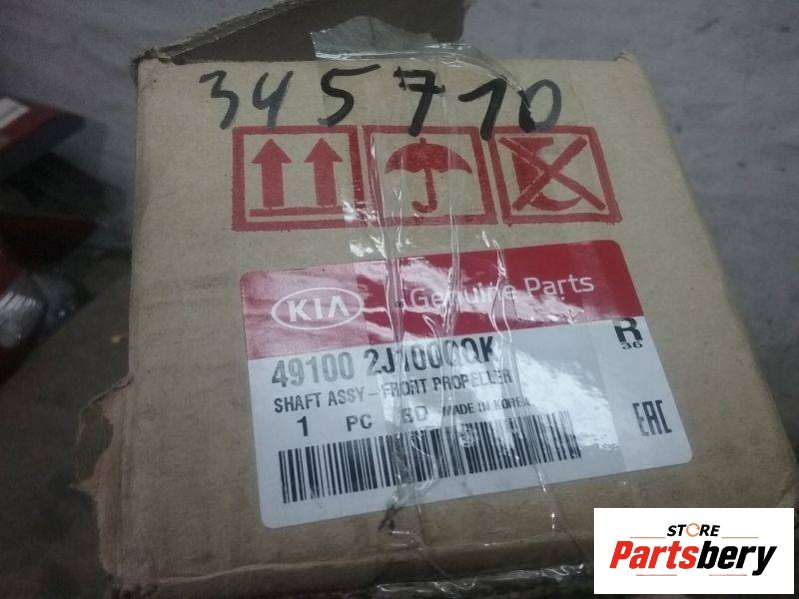 345710
KIA Genuine Parts
49100 2J1000QK
R
36
SHAFT ASSY-FRONT PROPELLER
1 PC MADE IN KOREA
EAC
STORE
Partsbery